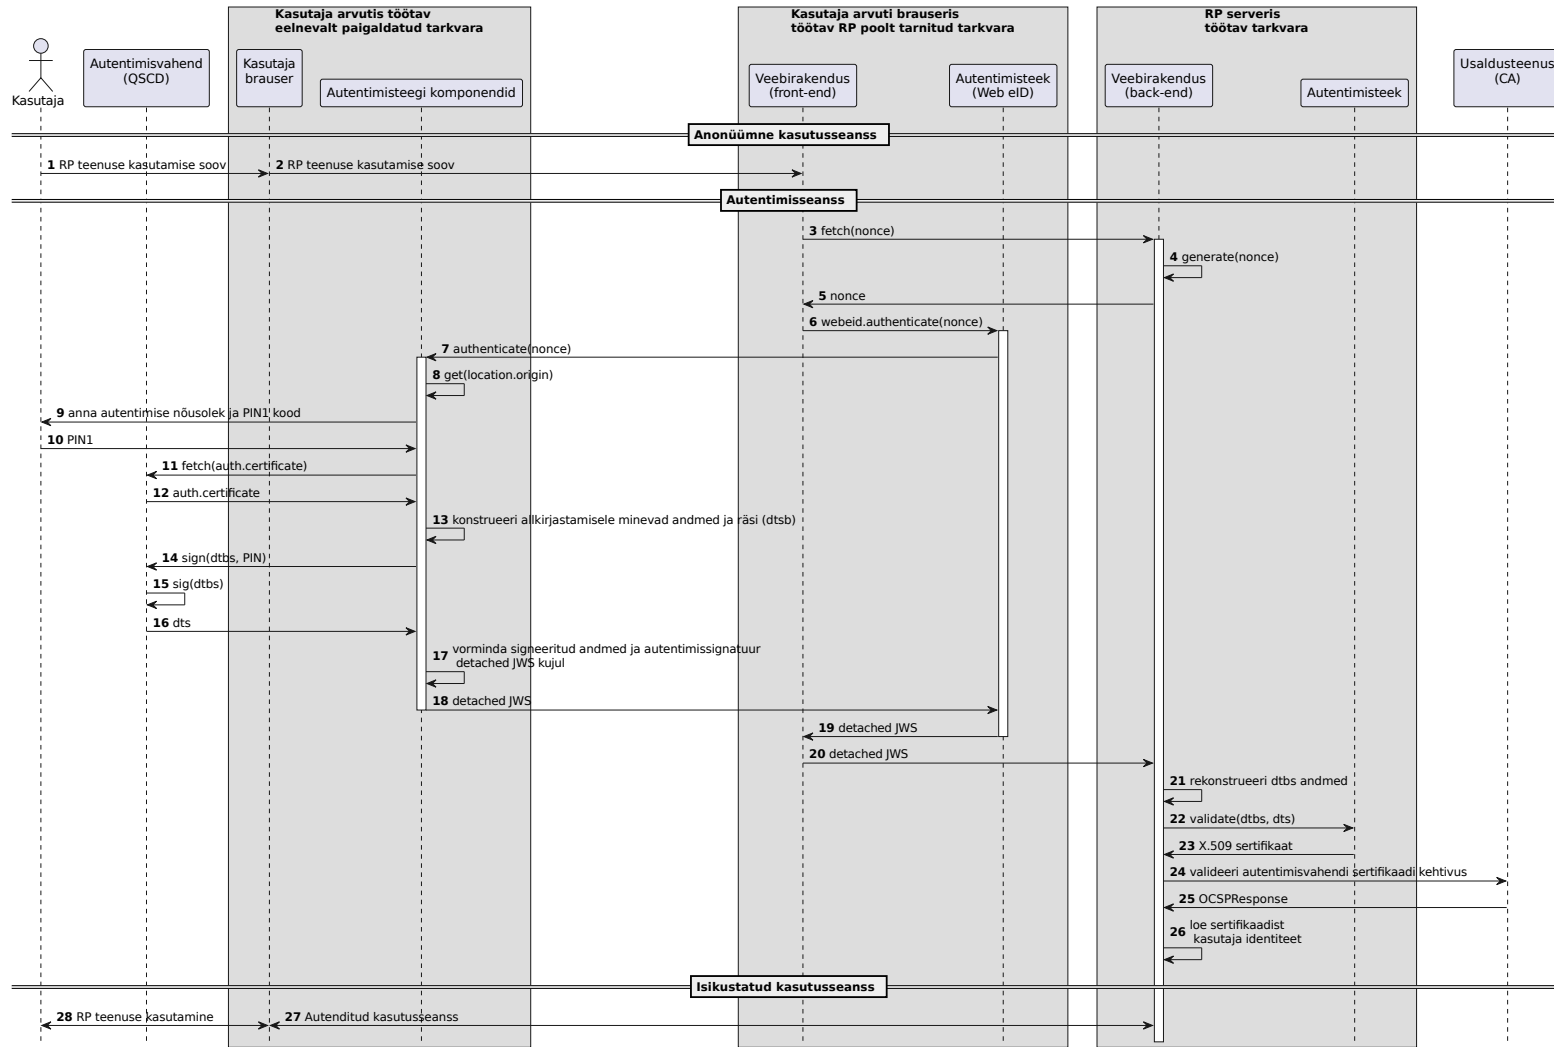 Kasutaja arvutis töötav
eelnevalt paigaldatud tarkvara
Kasutaja arvuti brauseris
töötav RP poolt tarnitud tarkvara
RP serveris
töötav tarkvara
Kasutaja
Autentimisvahend
(QSCD)
Kasutaja
brauser
Autentimisteegi komponendid
Veebirakendus
(front-end)
Autentimisteek
(Web eID)
Veebirakendus
(back-end)
Autentimisteek
Usaldusteenus
(CA)
Anonüümne kasutusseanss
1 RP teenuse kasutamise soov
2 RP teenuse kasutamise soov
Autentimisseanss
3 fetch(nonce)
4 generate(nonce)
5 nonce
6 webeid.authenticate(nonce)
7 authenticate(nonce)
8 get(location.origin)
9 anna autentimise nõusolek ja PIN1 kood
10 PIN1
11 fetch(auth.certificate)
12 auth.certificate
13 konstrueeri allkirjastamisele minevad andmed ja räsi (dtsb)
14 sign(dtbs, PIN)
15 sig(dtbs)
16 dts
17 vorminda signeeritud andmed ja autentimissignatuur
detached JWS kujul
18 detached JWS
19 detached JWS
20 detached JWS
21 rekonstrueeri dtbs andmed
22 validate(dtbs, dts)
23 X.509 sertifikaat
24 valideeri autentimisvahendi sertifikaadi kehtivus
25 OCSPResponse
26 loe sertifikaadist
kasutaja identiteet
Isikustatud kasutusseanss
28 RP teenuse kasutamine
27 Autenditud kasutusseanss